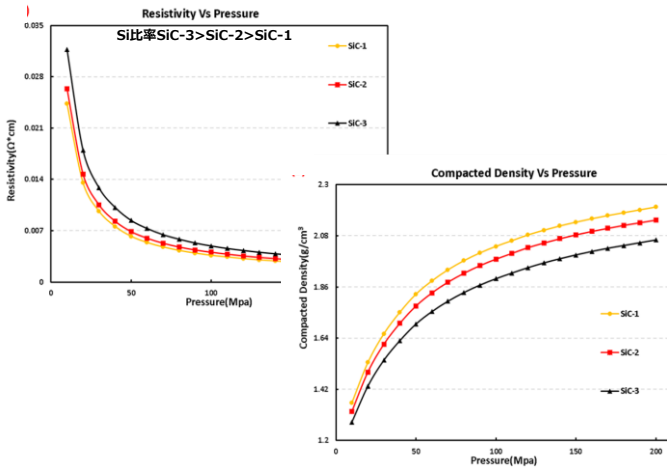 Resistivity Vs Pressure
Si比率SiC-3>SiC-2>SiC-1
0.035
0.028
0.021
0.014
0.007
0
Resistivity(Ω*cm)
0
50
100
Pressure(Mpa)
SiC-1
SiC-2
SiC-3
Compacted Density Vs Pressure
2.3
2.08
1.86
1.64
1.42
1.2
Compacted Density(g/cm³
0
50
100
150
200
Pressure(Mpa)
SiC-1
SiC-2
SiC-3